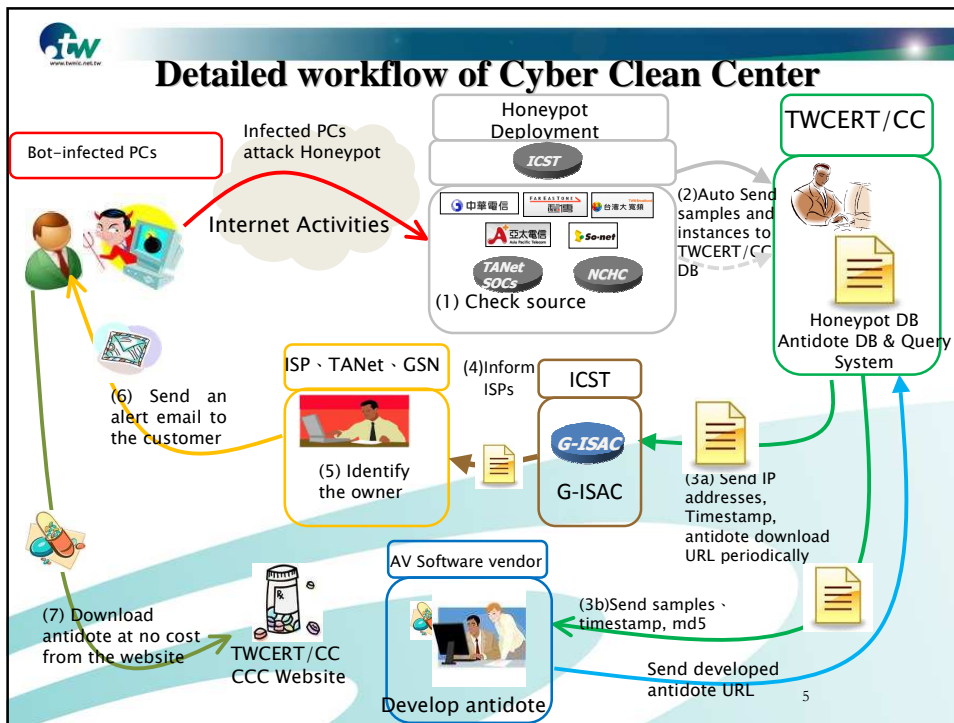 .tw
www.twnic.net.tw
Detailed workflow of Cyber Clean Center
Bot-infected PCs
Infected PCs
attack Honeypot
Internet Activities
Honeypot
Deployment
ICST
中華電信
FAREASTONE
台灣大寬頻
亞太電信
Asia Pacific Telecom
So-net
TANet
SOCs
NCHC
(1) Check source
(2)Auto Send
samples and
instances to
TWCERT/CC
DB
TWCERT/CC
Honeypot DB
Antidote DB & Query
System
(3a) Send IP
addresses,
Timestamp,
antidote download
URL periodically
ICST
G-ISAC
G-ISAC
(4)Inform
ISPs
ISP、TANet、GSN
(5) Identify
the owner
(6) Send an
alert email to
the customer
(7) Download
antidote at no cost
from the website
Rx
TWCERT/CC
CCC Website
AV Software vendor
Develop antidote
(3b)Send samples、
timestamp, md5
Send developed
antidote URL
5